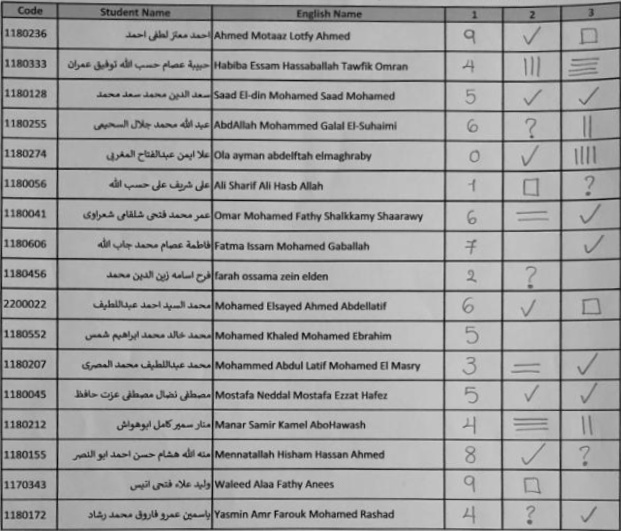 Code Student Name English Name 1 2 3
1180236 احمد معتز لطفى احمد Ahmed Motaaz Lotfy Ahmed 9 ✓ □
1180333 حبيبة عصام حسب الله توفيق عمران Habiba Essam Hassaballah Tawfik Omran 4 ||| ☰
1180128 سعد الدين محمد سعد محمد Saad El-din Mohamed Saad Mohamed 5 ✓ ✓
1180255 عبد الله محمد جلال السحيمى AbdAllah Mohammed Galal El-Suhaimi 6 ? ||
1180274 علا ايمن عبدالفتاح المغربى Ola ayman abdelftah elmaghraby 0 ✓ ||||
1180056 على شريف على حسب الله Ali Sharif Ali Hasb Allah 1 □ ?
1180041 عمر محمد فتحى شلقامى شعراوى Omar Mohamed Fathy Shalkkamy Shaarawy 6 = ✓
1180606 فاطمة عصام محمد جاب الله Fatma Issam Mohamed Gaballah 7 ✓
1180456 فرح اسامه زين الدين محمد farah ossama zein elden 2 ?
2200022 محمد السيد احمد عبداللطيف Mohamed Elsayed Ahmed Abdellatif 6 ✓ □
1180552 محمد خالد محمد ابراهيم شمس Mohamed Khaled Mohamed Ebrahim 5
1180207 محمد عبداللطيف محمد المصرى Mohammed Abdul Latif Mohamed El Masry 3 = ✓
1180045 مصطفى نضال مصطفى عزت حافظ Mostafa Neddal Mostafa Ezzat Hafez 5 ✓ ✓
1180212 منار سمير كامل ابوهواش Manar Samir Kamel AboHawash 4 ☰ ||
1180155 منه الله هشام حسن احمد ابو النصر Mennatallah Hisham Hassan Ahmed 8 ✓ ?
1170343 وليد علاء فتحى انيس Waleed Alaa Fathy Anees 9 □
1180172 ياسمين عمرو فاروق محمد رشاد Yasmin Amr Farouk Mohamed Rashad 4 ? ✓